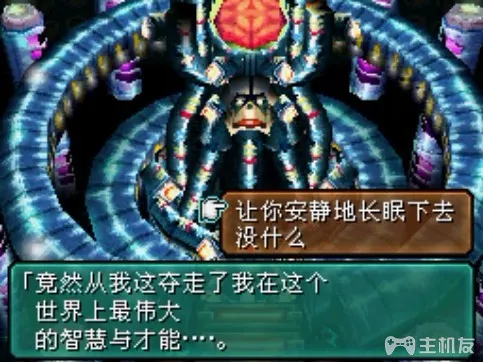 让你安静地长眠下去
没什么
「竟然从我这夺走了我在这个
世界上最伟大
的智慧与才能‥‥。
主机友